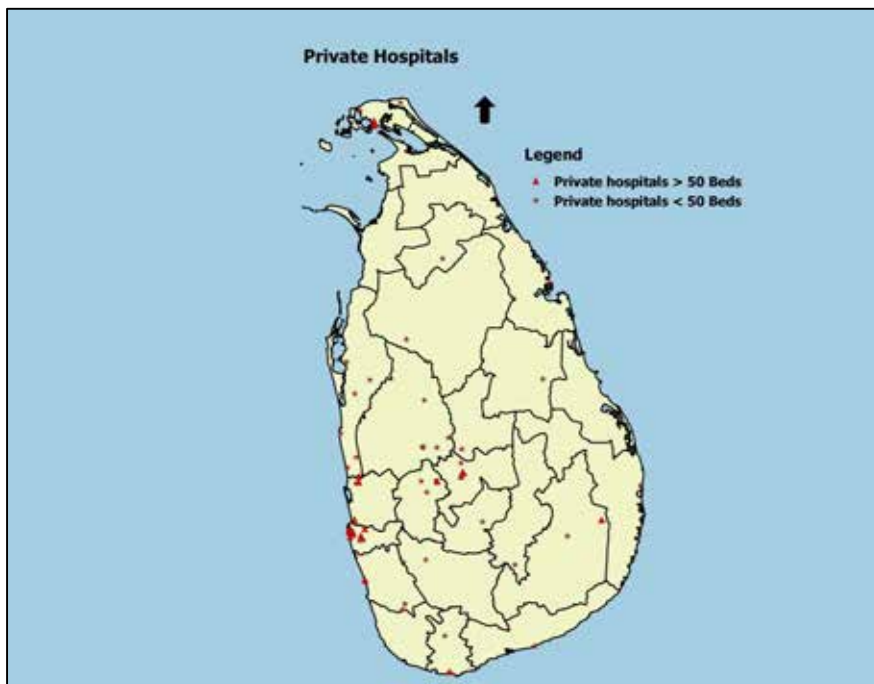 Private Hospitals
Legend
Private hospitals > 50 Beds
Private hospitals < 50 Beds